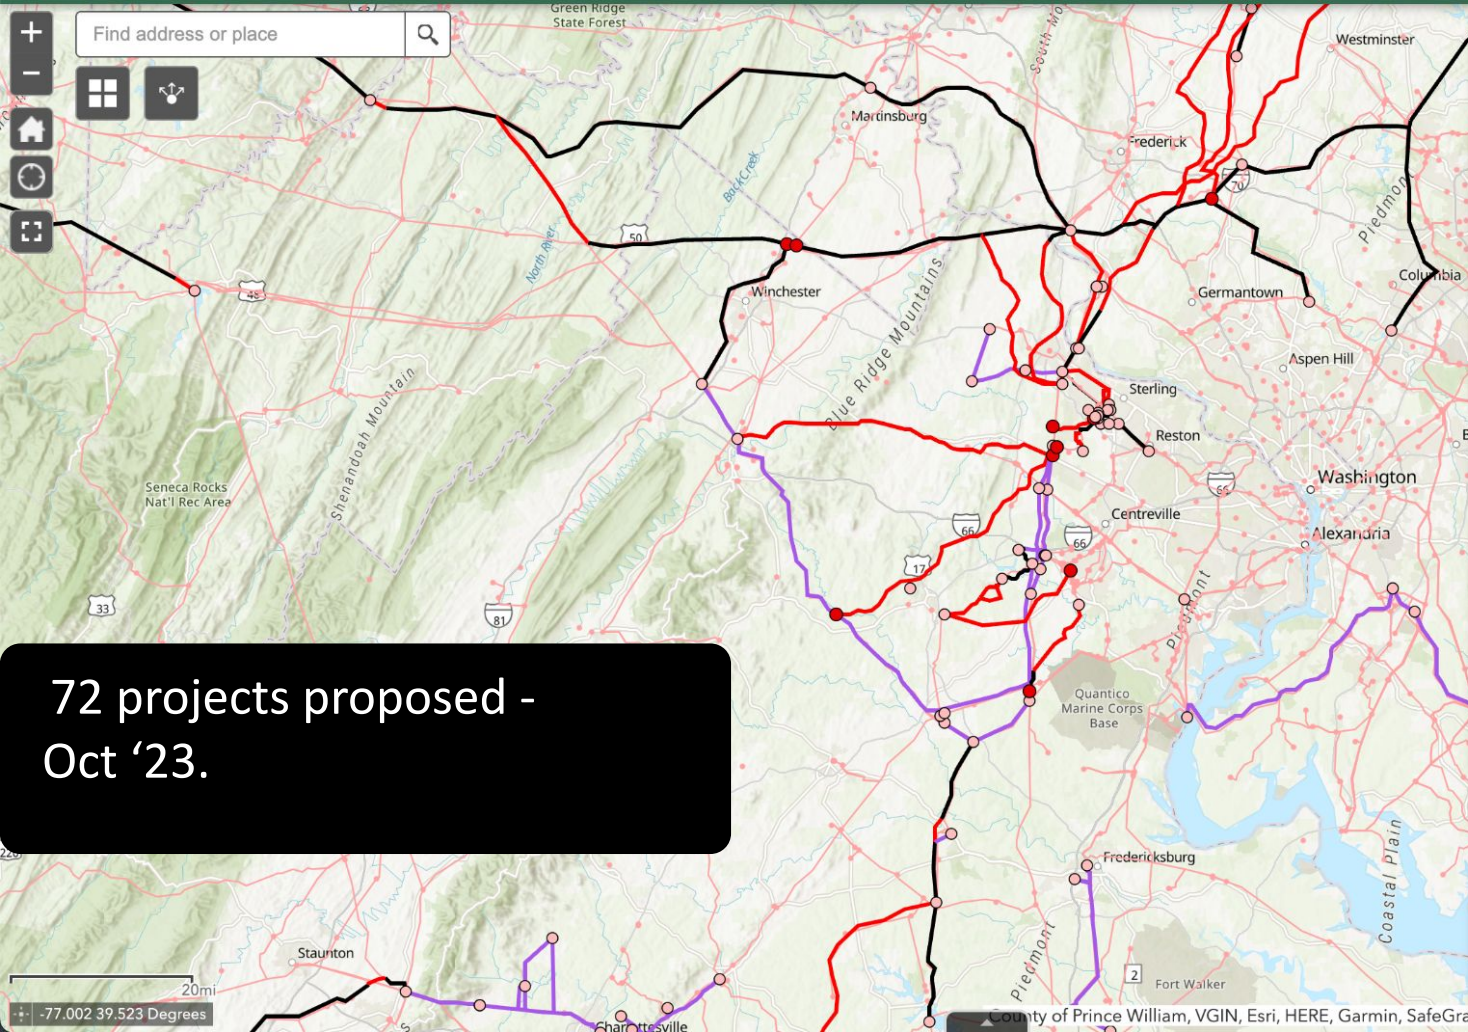 Green Ridge
State Forest
South Mo
Westminster
+
Find address or place
−
Martinsburg
Frederick
70
Back Creek
Piedmont
50
North River
Columbia
48
Winchester
Germantown
Blue Ridge Mountains
Aspen Hill
Shenandoah Mountain
Sterling
Reston
Seneca Rocks
Nat'l Rec Area
66
Washington
66
Centreville
66
Alexandria
17
33
81
Piedmont
72 projects proposed -
Oct ‘23.
Quantico
Marine Corps
Base
220
Fredericksburg
Coastal Plain
Staunton
Piedmont
2
20mi
Fort Walker
-77.002 39.523 Degrees
Charlottesville
County of Prince William, VGIN, Esri, HERE, Garmin, SafeGra